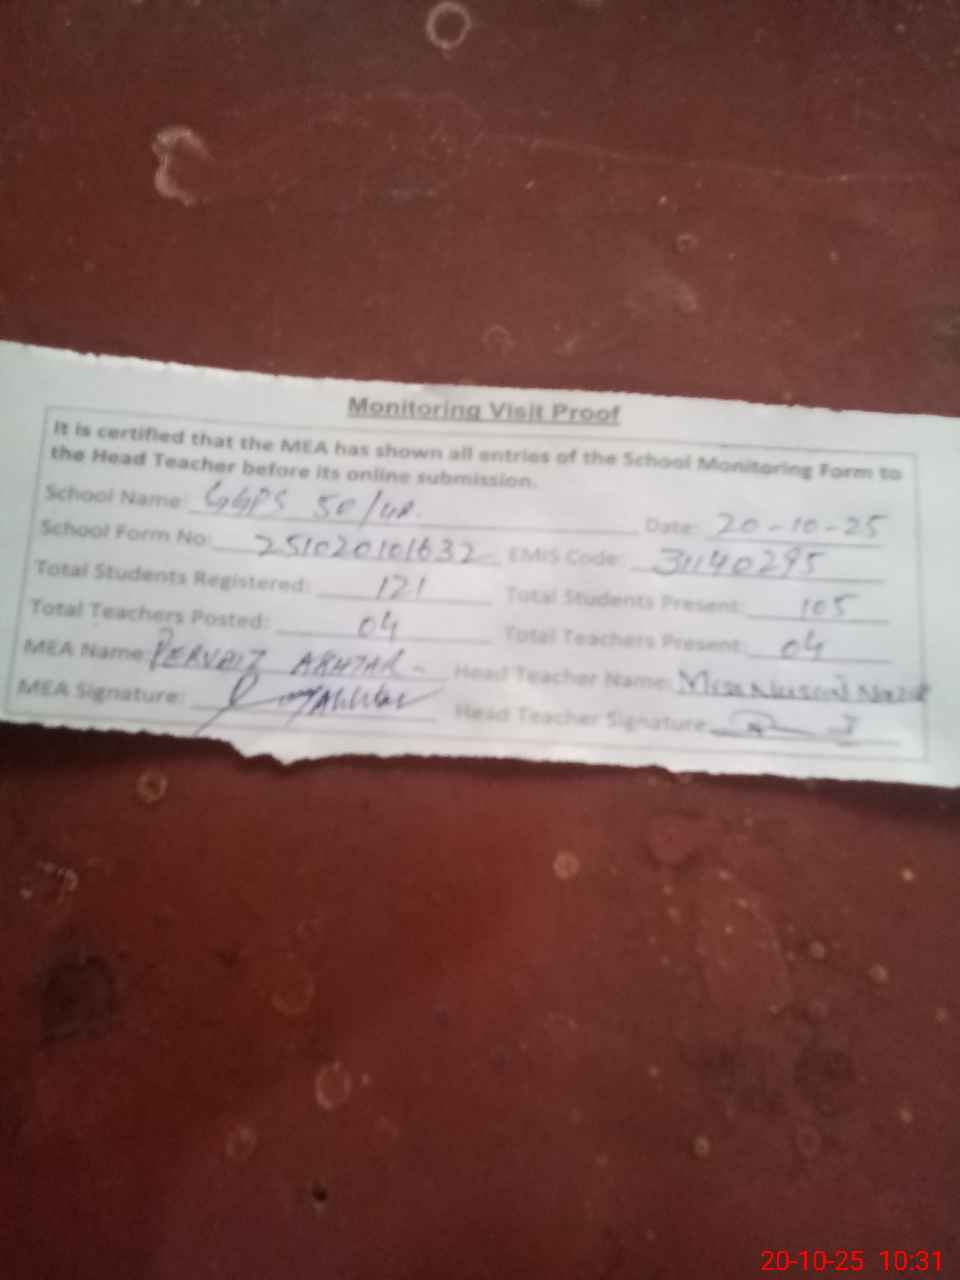 Monitoring Visit Proof
It is certified that the MEA has shown all entries of the School Monitoring Form to
the Head Teacher before its online submission.
School Name: GGPS 50/4R. Date: 20-10-25
School Form No: 251020101632 EMIS Code: 31140295
Total Students Registered: 121 Total Students Present: 105
Total Teachers Posted: 04 Total Teachers Present: 04
MEA Name: PERVAIZ AKHTAR Head Teacher Name: Miss
MEA Signature: Head Teacher Signature:
20-10-25 10:31